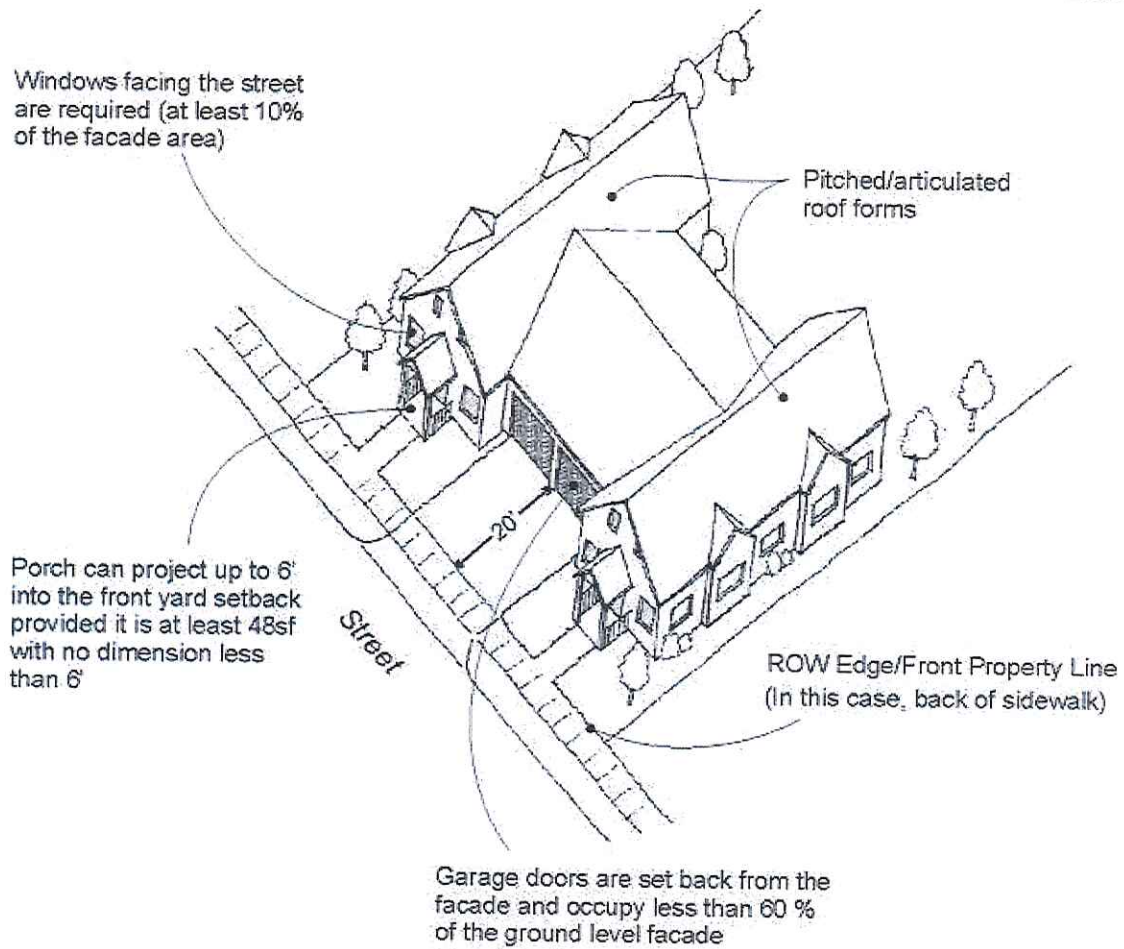 Windows facing the street
are required (at least 10%
of the facade area)
Pitched/articulated
roof forms
20'
Porch can project up to 6'
into the front yard setback
provided it is at least 48sf
with no dimension less
than 6'
Street
ROW Edge/Front Property Line
(In this case, back of sidewalk)
Garage doors are set back from the
facade and occupy less than 60 %
of the ground level facade